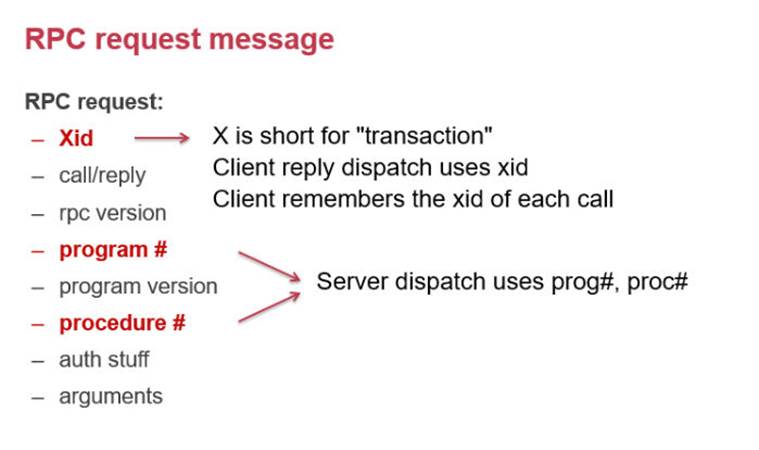 RPC request message
RPC request:
– Xid
X is short for "transaction"
Client reply dispatch uses xid
Client remembers the xid of each call
– call/reply
– rpc version
– program #
– program version
Server dispatch uses prog#, proc#
– procedure #
– auth stuff
– arguments